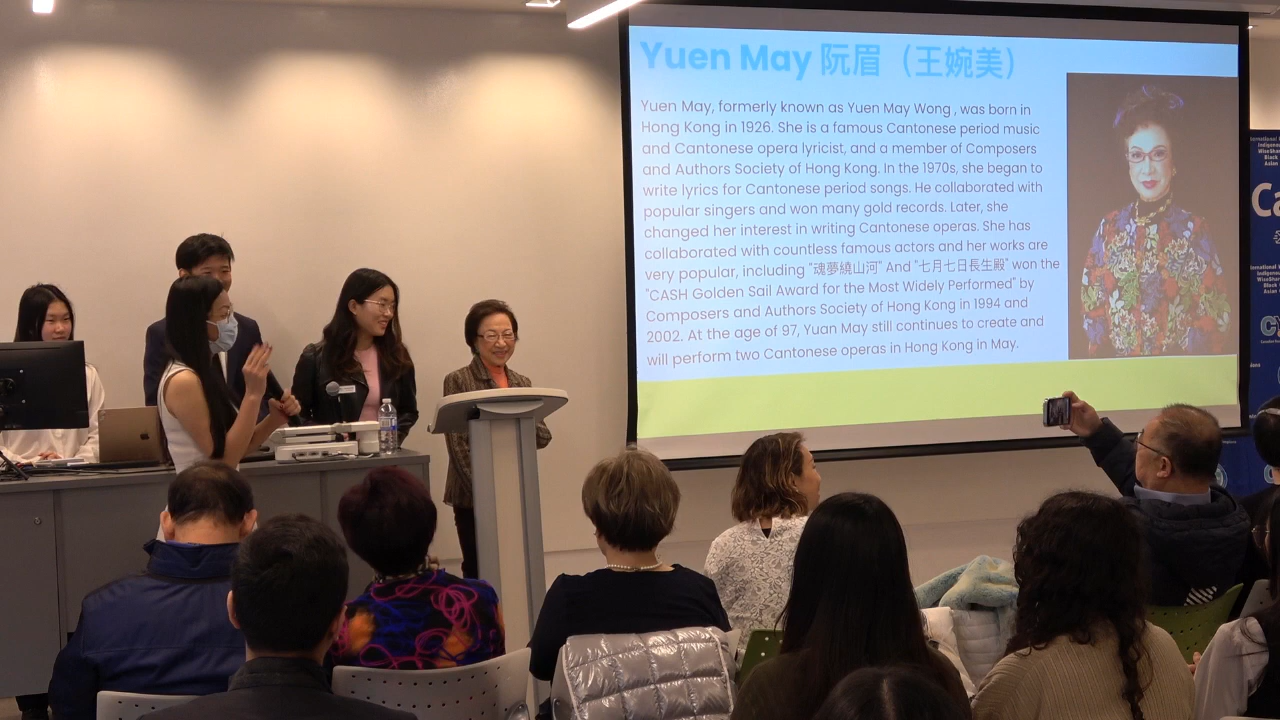 Yuen May 阮眉（王婉美）
Yuen May, formerly known as Yuen May Wong , was born in
Hong Kong in 1926. She is a famous Cantonese period music
and Cantonese opera lyricist, and a member of Composers
and Authors Society of Hong Kong. In the 1970s, she began to
write lyrics for Cantonese period songs. He collaborated with
popular singers and won many gold records. Later, she
changed her interest in writing Cantonese operas. She has
collaborated with countless famous actors and her works are
very popular, including "魂夢繞山河" And "七月七日長生殿" won the
"CASH Golden Sail Award for the Most Widely Performed" by
Composers and Authors Society of Hong Kong in 1994 and
2002. At the age of 97, Yuan May still continues to create and
will perform two Cantonese operas in Hong Kong in May.
Indigenous
WiseShar
Black
Asian
Ca